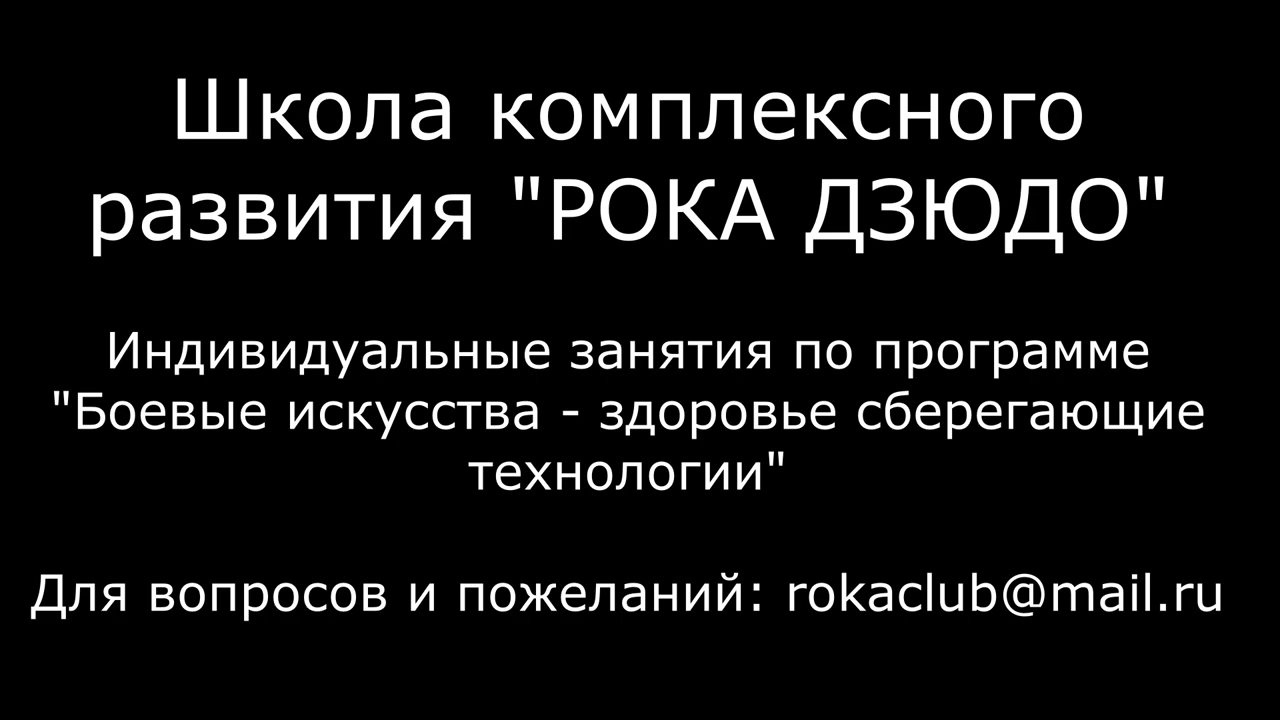 Школа комплексного
развития "РОКА ДЗЮДО"
Индивидуальные занятия по программе
"Боевые искусства - здоровье сберегающие
технологии"
Для вопросов и пожеланий: rokaclub@mail.ru